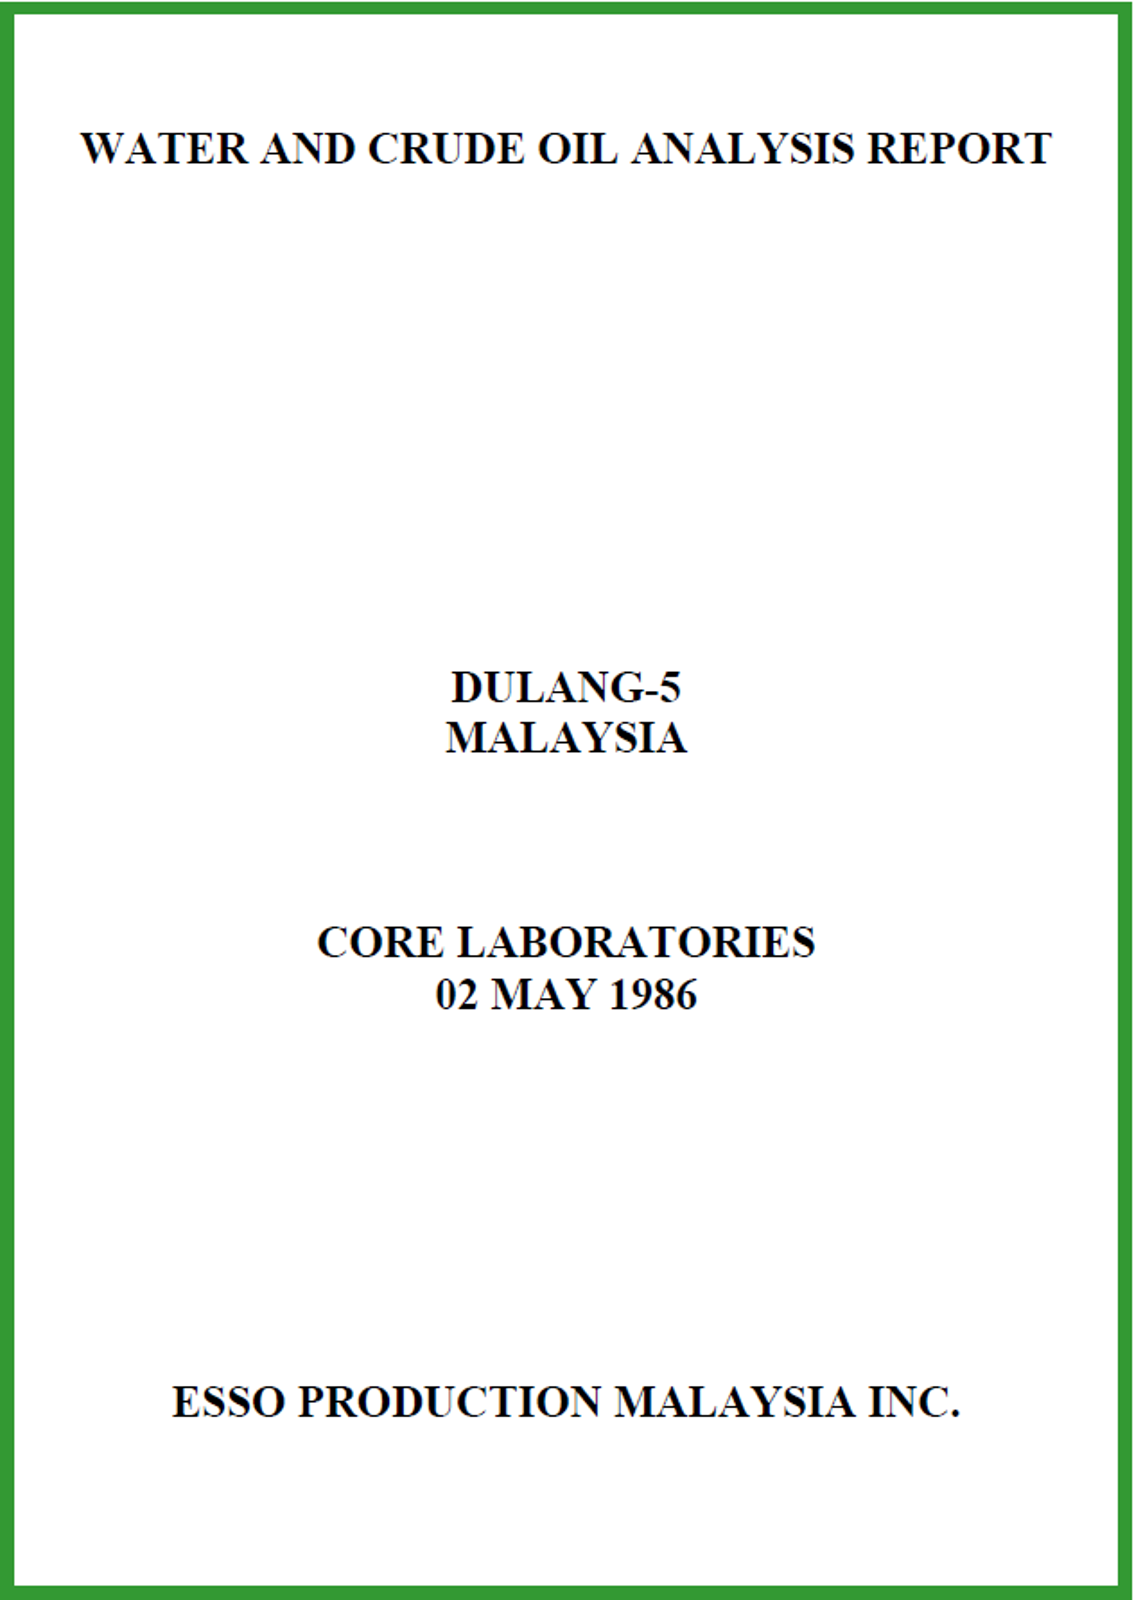 WATER AND CRUDE OIL ANALYSIS REPORT
DULANG-5
MALAYSIA
CORE LABORATORIES
02 MAY 1986
ESSO PRODUCTION MALAYSIA INC.